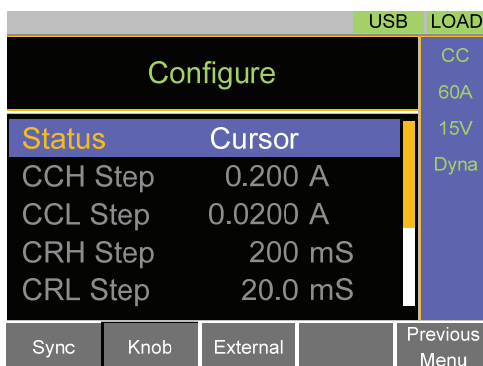 USB LOAD
Configure
CC
60A
15V
Dyna
Status Cursor
CCH Step 0.200 A
CCL Step 0.0200 A
CRH Step 200 mS
CRL Step 20.0 mS
Sync Knob External Previous Menu